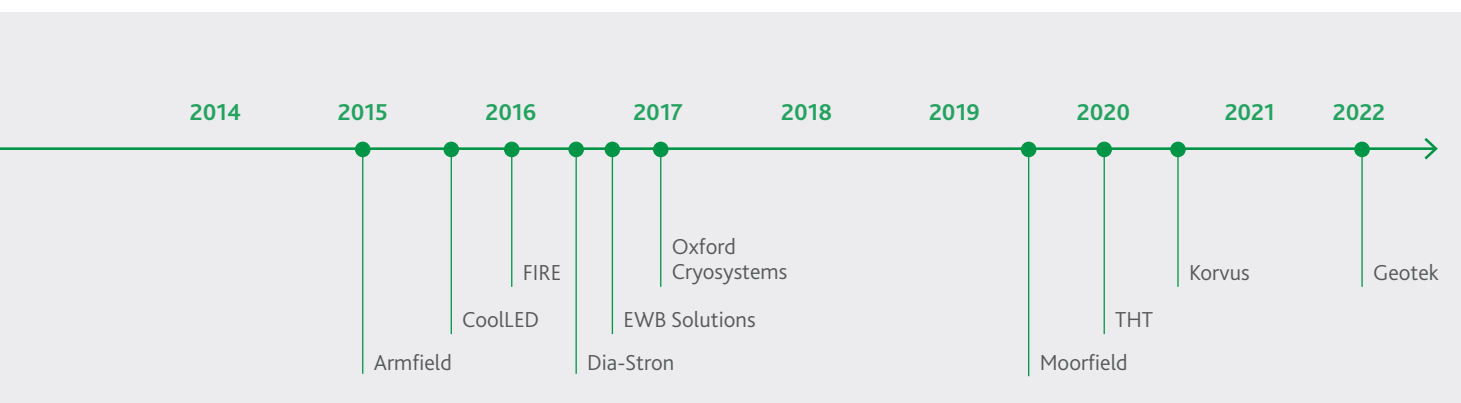 2014 2015 2016 2017 2018 2019 2020 2021 2022
Oxford
Cryosystems
FIRE
Korvus
Geotek
CoolLED
EWB Solutions
THT
Armfield
Dia-Stron
Moorfield